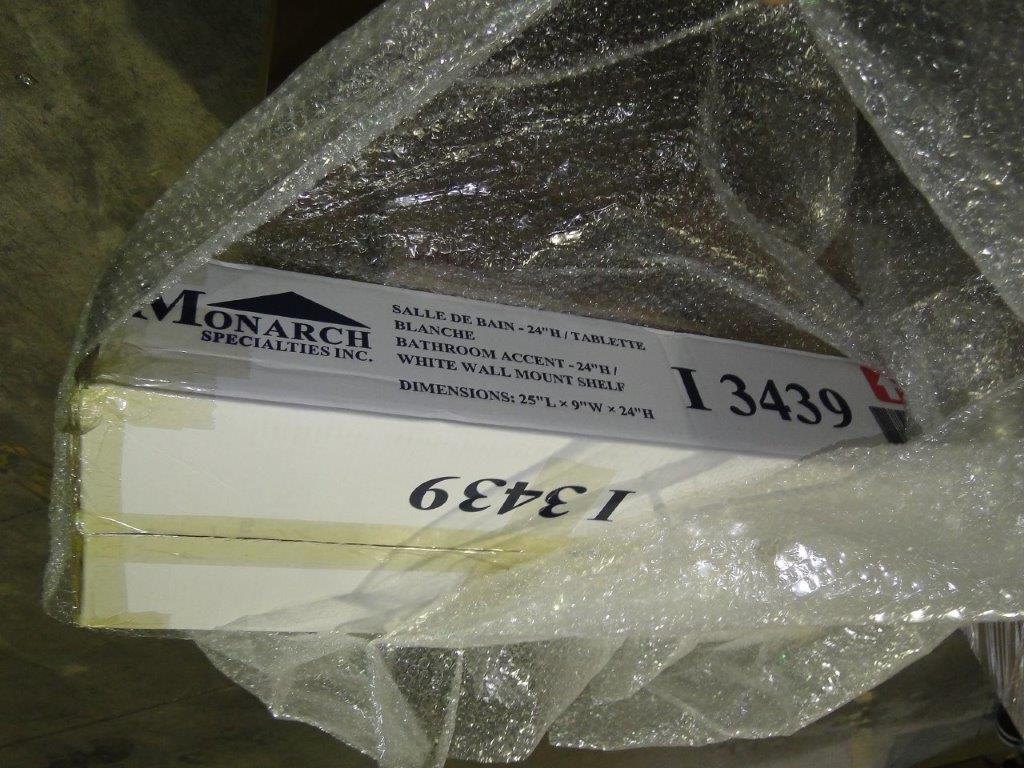 MONARCH
SPECIALTIES INC.
SALLE DE BAIN - 24"H / TABLETTE
BLANCHE
BATHROOM ACCENT - 24"H /
WHITE WALL MOUNT SHELF
DIMENSIONS: 25"L × 9"W × 24"H
I 3439
I 3439